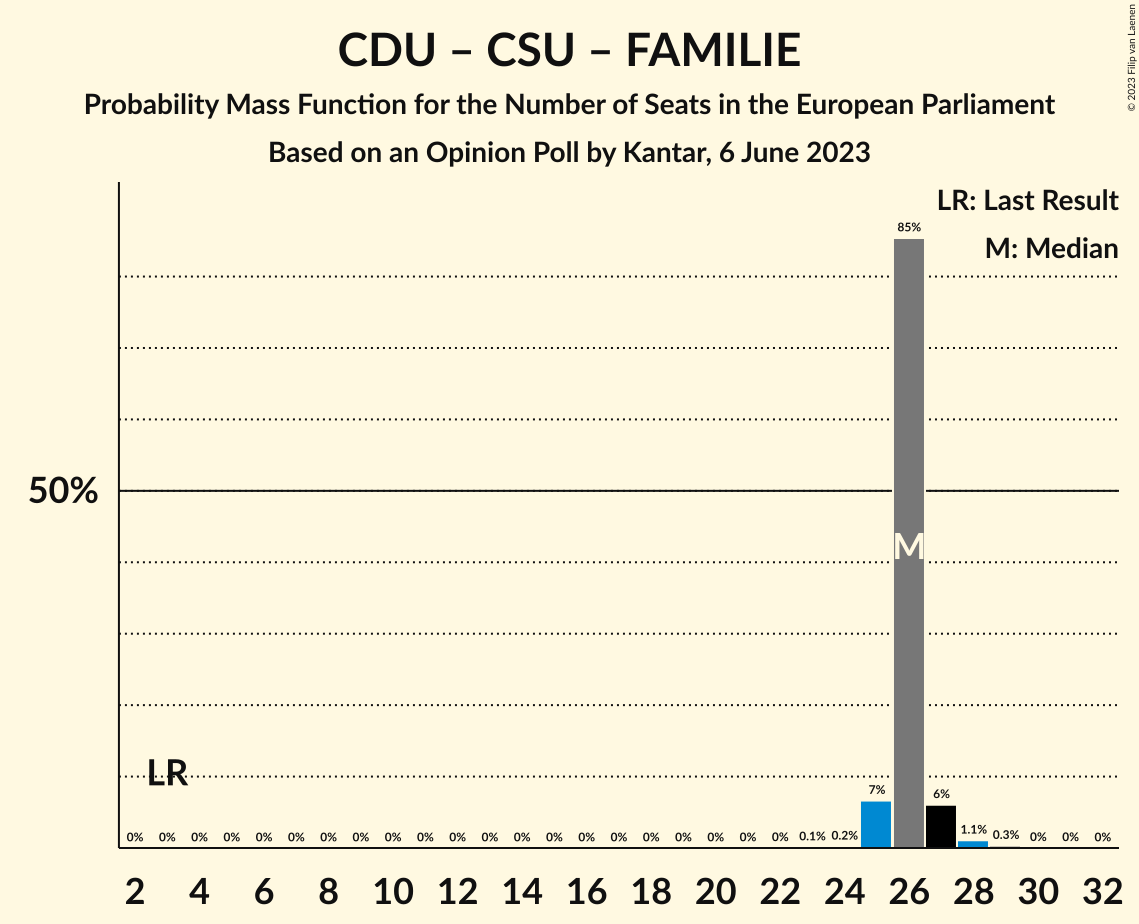 CDU – CSU – FAMILIE
Probability Mass Function for the Number of Seats in the European Parliament
Based on an Opinion Poll by Kantar, 6 June 2023
© 2023 Filip van Laenen
LR: Last Result
M: Median
85%
50%
M
LR
7% 6%
0% 0% 0% 0% 0% 0% 0% 0% 0% 0% 0% 0% 0% 0% 0% 0% 0% 0% 0% 0% 0% 0.1% 0.2% 1.1% 0.3% 0% 0% 0%
2 4 6 8 10 12 14 16 18 20 22 24 26 28 30 32